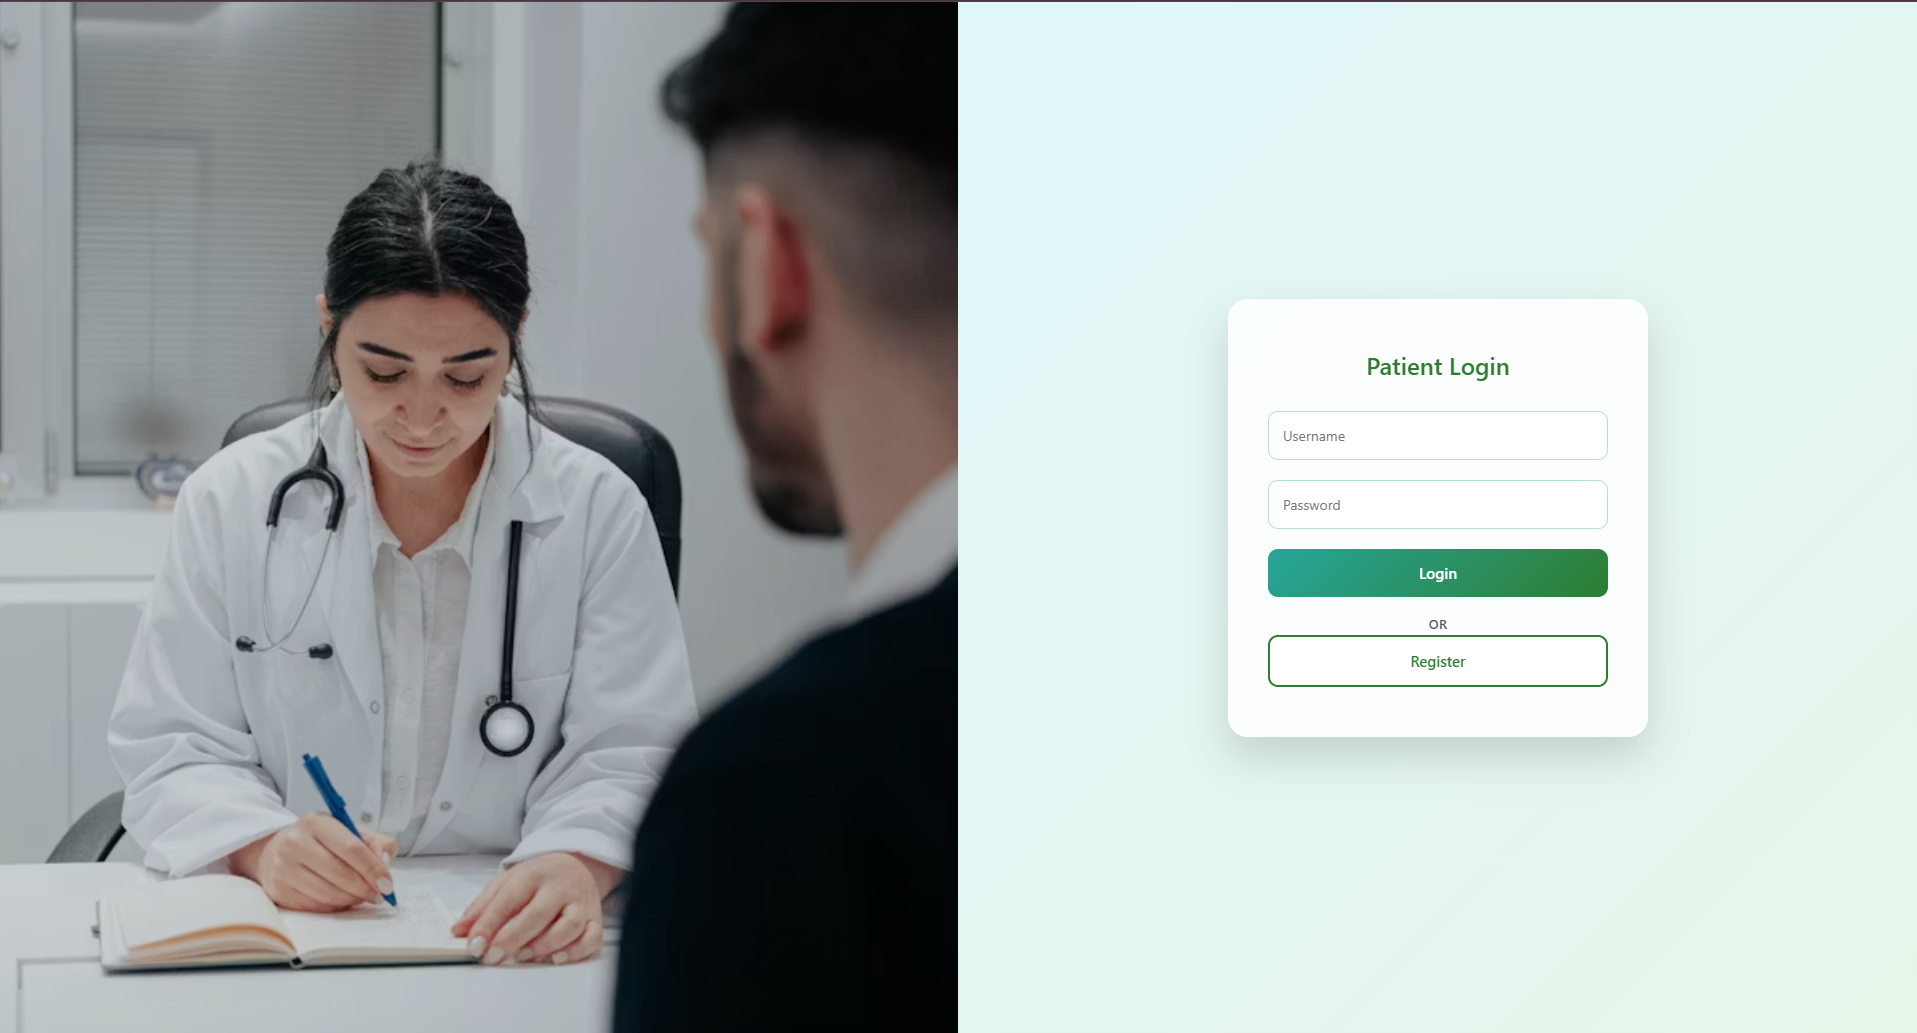 Patient Login
Username
Password
Login
OR
Register